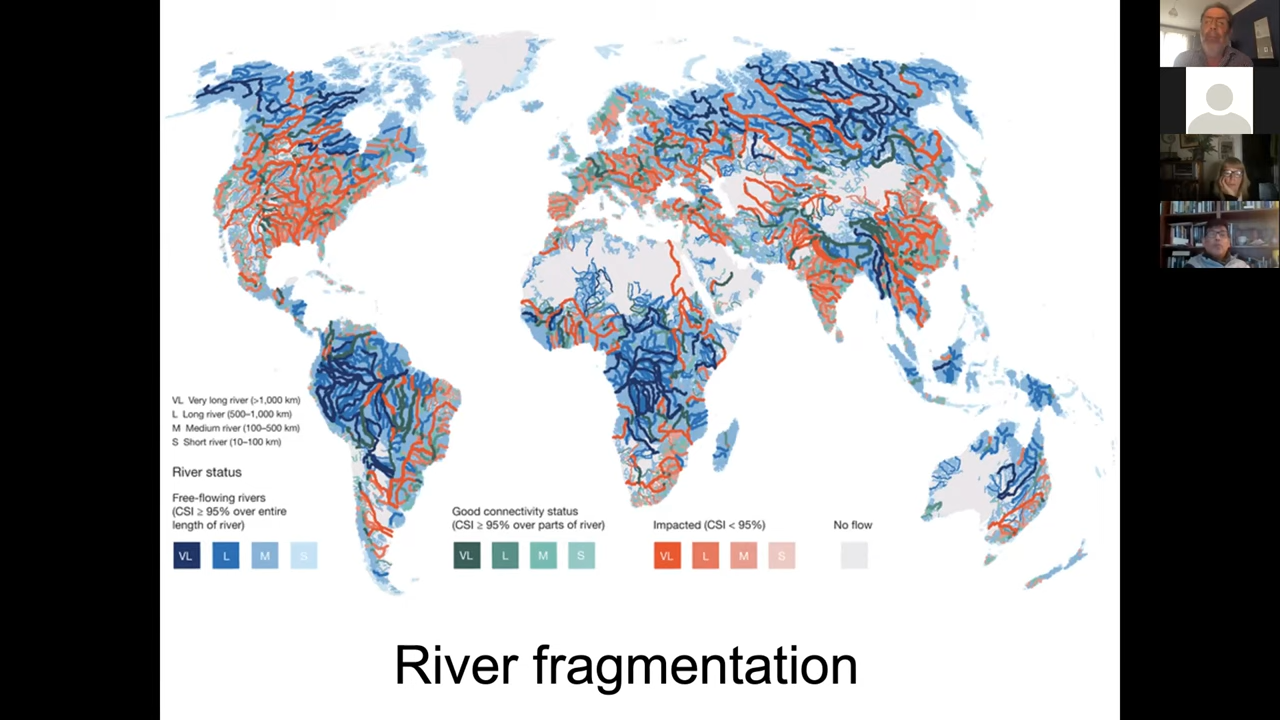 VL Very long river (>1,000 km)
L Long river (500–1,000 km)
M Medium river (100–500 km)
S Short river (10–100 km)
River status
Free-flowing rivers
(CSI ≥ 95% over entire
length of river)
VL L M S
Good connectivity status
(CSI ≥ 95% over parts of river)
VL L M S
Impacted (CSI < 95%)
VL L M S
No flow
River fragmentation